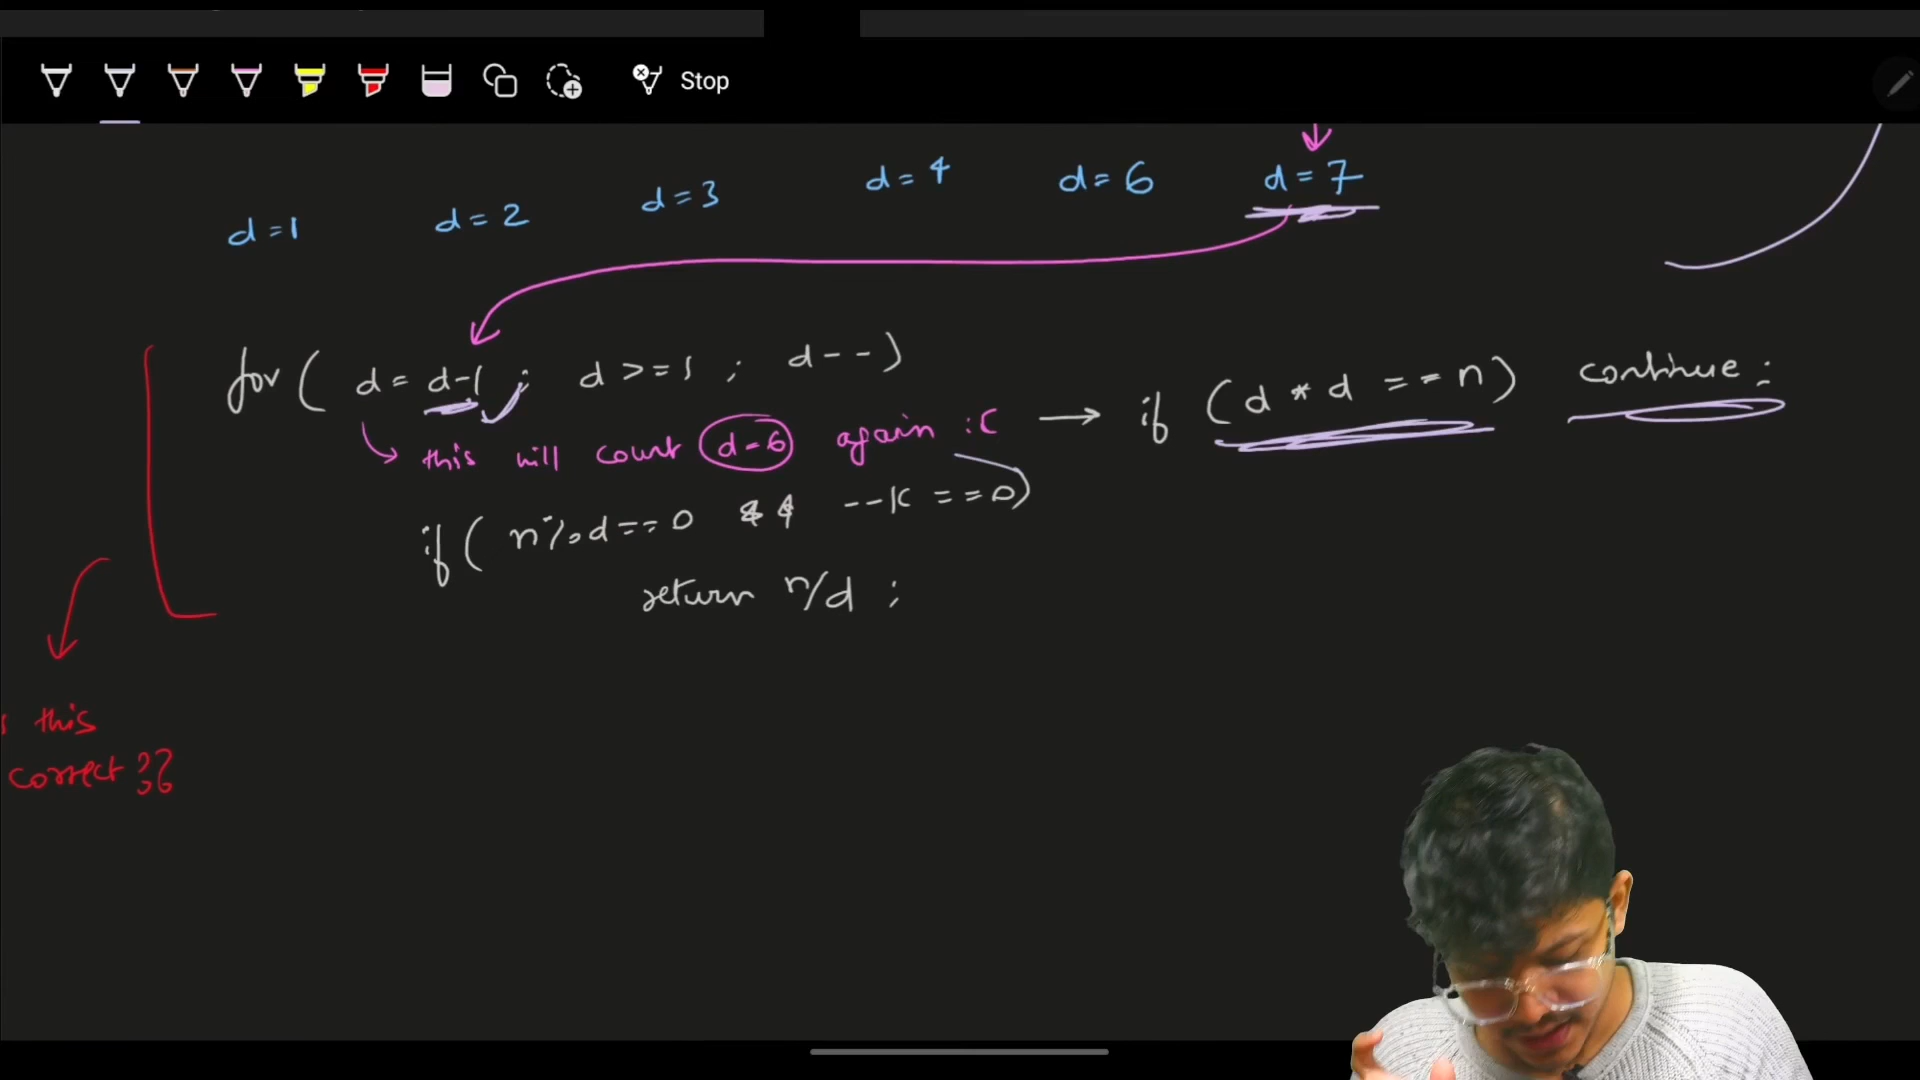 Stop
d=1 d=2 d=3 d=4 d=6 d=7
for( d= d-1 ; d>=1 ; d--)
this will count d=6 again :( → if (d * d == n) continue;
if( n%d==0 && --k ==0)
return n/d ;
this
correct ??